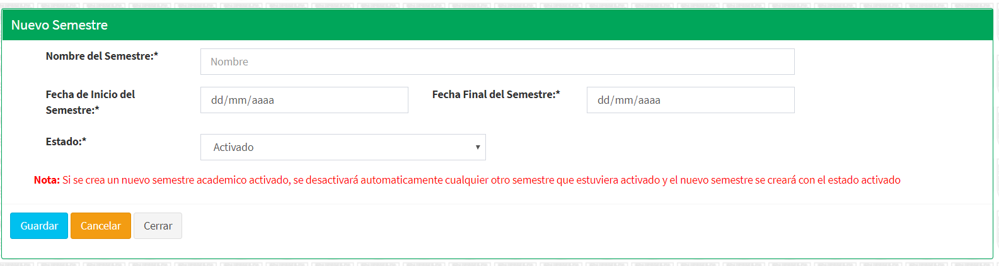 Nuevo Semestre
Nombre del Semestre:*
Nombre
Fecha de Inicio del
Semestre:*
dd/mm/aaaa
Fecha Final del Semestre:*
dd/mm/aaaa
Estado:*
Activado
Nota: Si se crea un nuevo semestre academico activado, se desactivará automaticamente cualquier otro semestre que estuviera activado y el nuevo semestre se creará con el estado activado
Guardar
Cancelar
Cerrar